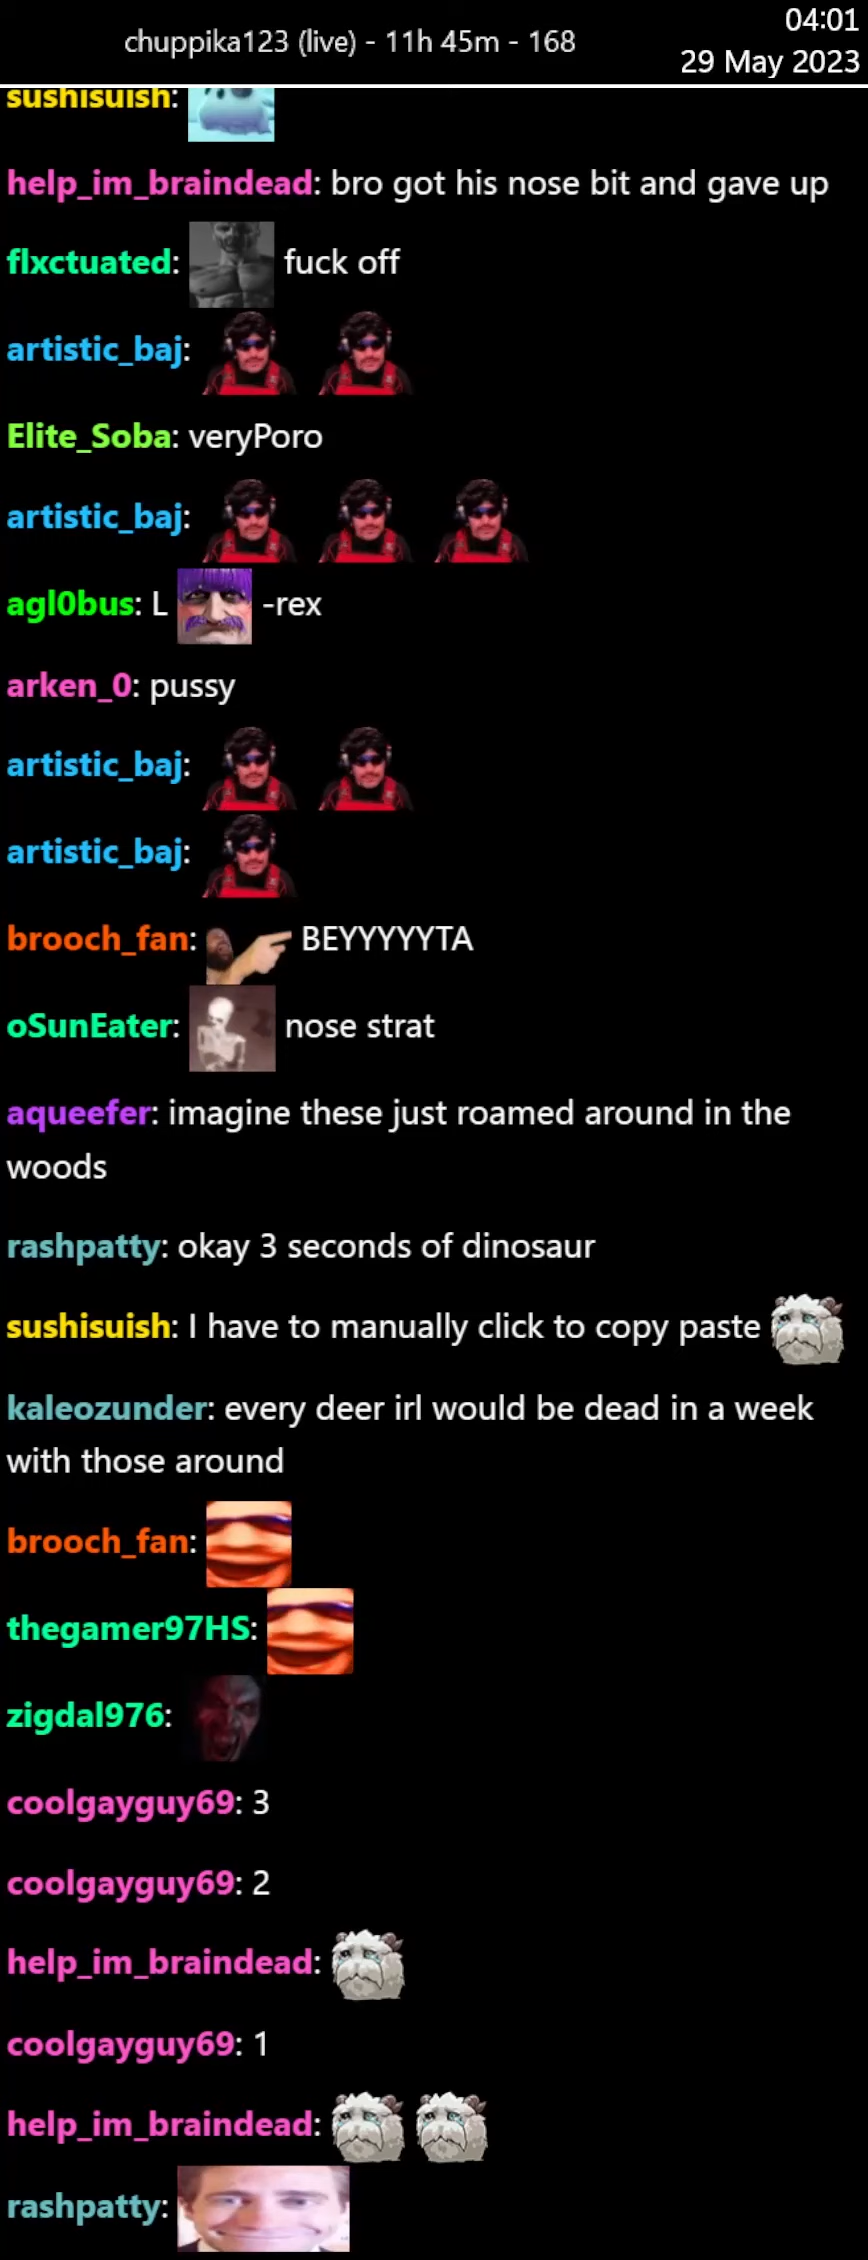 04:01
chuppika123 (live) - 11h 45m - 168
29 May 2023
sushisuish:
help_im_braindead: bro got his nose bit and gave up
flxctuated: fuck off
artistic_baj:
Elite_Soba: veryPoro
artistic_baj:
agl0bus: L -rex
arken_0: pussy
artistic_baj:
artistic_baj:
brooch_fan: BEYYYYYTA
oSunEater: nose strat
aqueefer: imagine these just roamed around in the
woods
rashpatty: okay 3 seconds of dinosaur
sushisuish: I have to manually click to copy paste
kaleozunder: every deer irl would be dead in a week
with those around
brooch_fan:
thegamer97HS:
zigdal976:
coolgayguy69: 3
coolgayguy69: 2
help_im_braindead:
coolgayguy69: 1
help_im_braindead:
rashpatty: